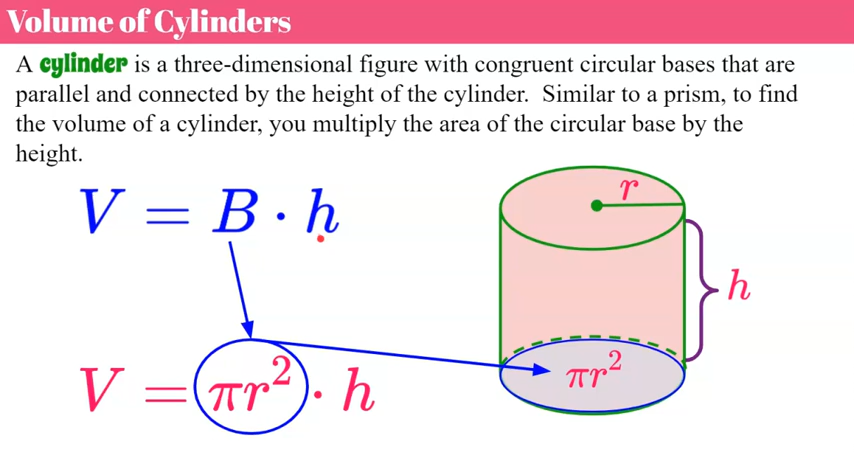 Volume of Cylinders
A cylinder is a three-dimensional figure with congruent circular bases that are
parallel and connected by the height of the cylinder.  Similar to a prism, to find
the volume of a cylinder, you multiply the area of the circular base by the
height.
V = B · h
r
h
V = πr² · h
πr²